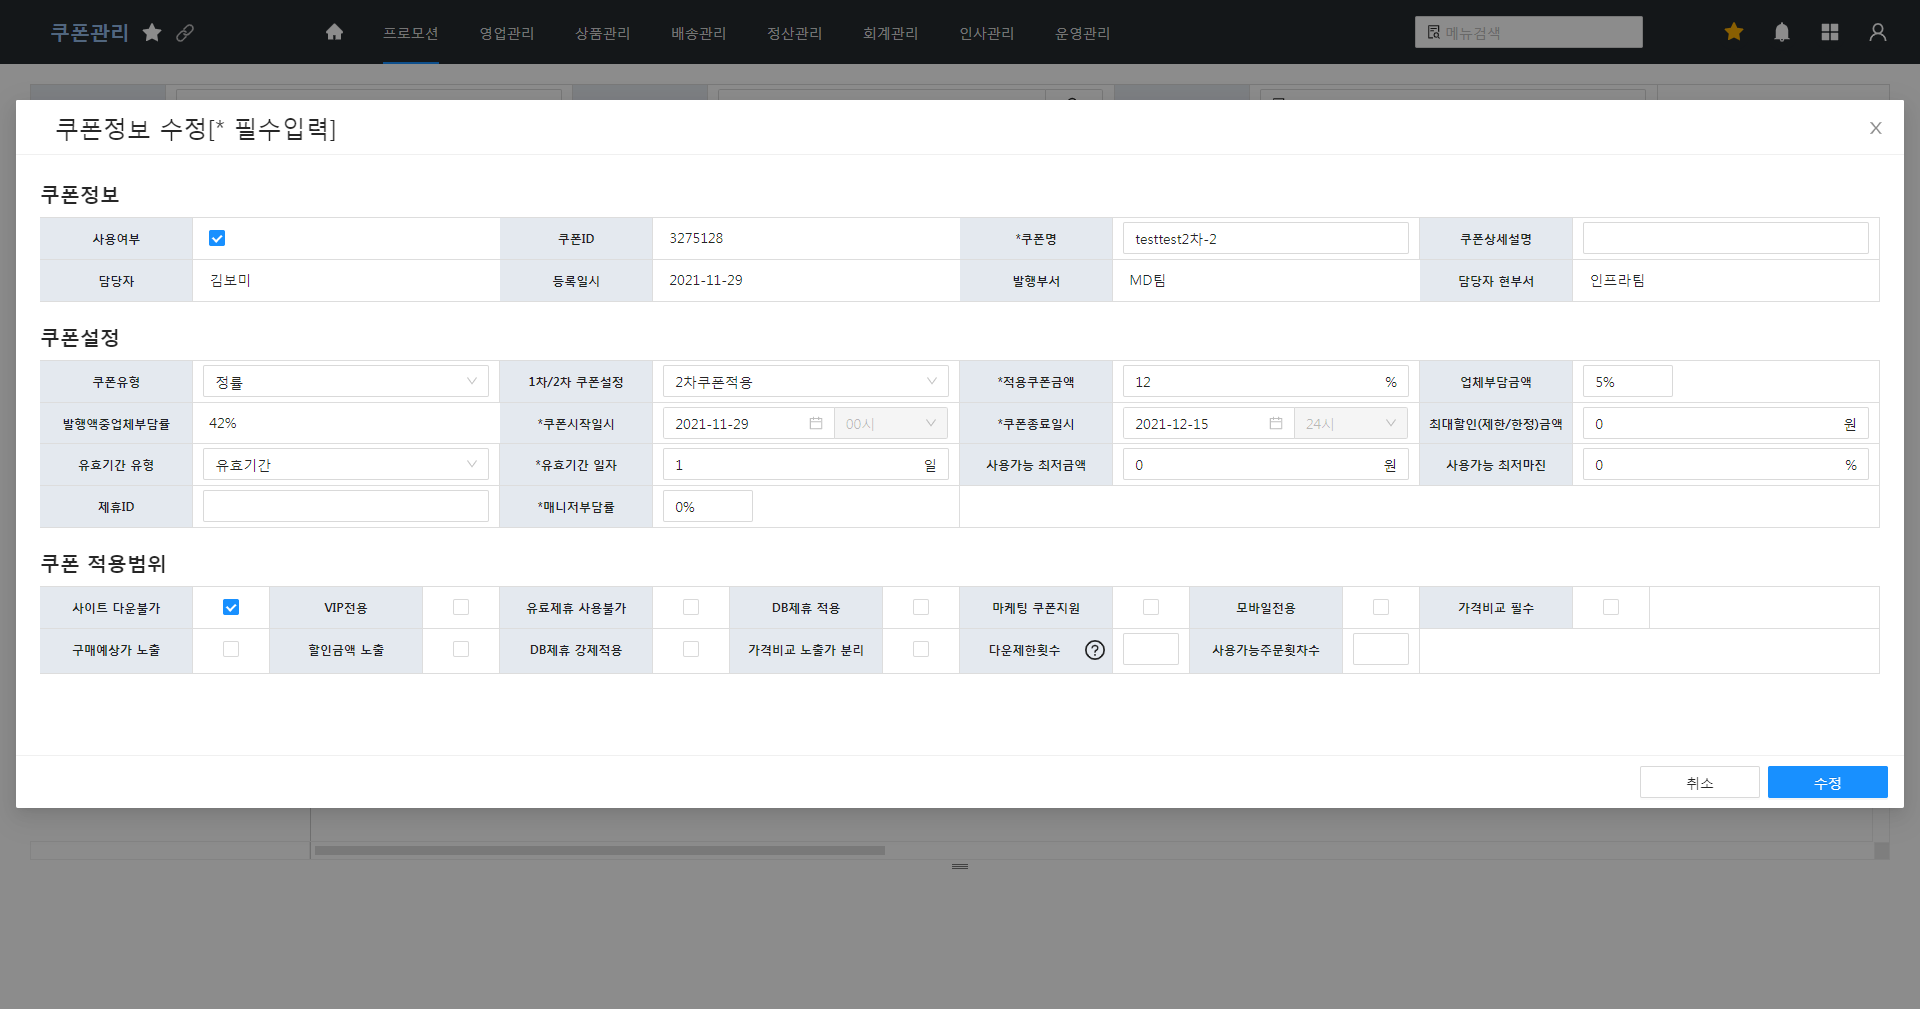 쿠폰관리 프로모션 영업관리 상품관리 배송관리 정산관리 회계관리 인사관리 운영관리 메뉴검색
쿠폰정보 수정[* 필수입력] X
쿠폰정보
사용여부 쿠폰ID 3275128 *쿠폰명 testtest2차-2 쿠폰상세설명
담당자 김보미 등록일시 2021-11-29 발행부서 MD팀 담당자 현부서 인프라팀
쿠폰설정
쿠폰유형 정률 1차/2차 쿠폰설정 2차쿠폰적용 *적용쿠폰금액 12 % 업체부담금액 5%
발행액중업체부담률 42% *쿠폰시작일시 2021-11-29 00시 *쿠폰종료일시 2021-12-15 24시 최대할인(제한/한정)금액 0 원
유효기간 유형 유효기간 *유효기간 일자 1 일 사용가능 최저금액 0 원 사용가능 최저마진 0 %
제휴ID *매니저부담률 0%
쿠폰 적용범위
사이트 다운불가 VIP전용 유료제휴 사용불가 DB제휴 적용 마케팅 쿠폰지원 모바일전용 가격비교 필수
구매예상가 노출 할인금액 노출 DB제휴 강제적용 가격비교 노출가 분리 다운제한횟수 ? 사용가능주문횟차수
취소 수정